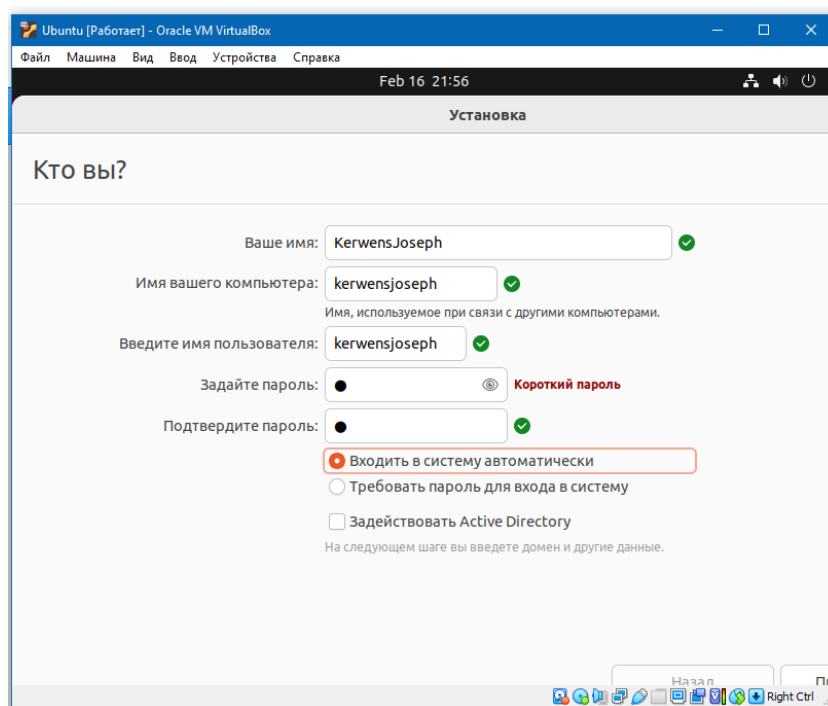 Ubuntu [Работает] - Oracle VM VirtualBox
Файл Машина Вид Ввод Устройства Справка
Feb 16 21:56
Установка
Кто вы?
Ваше имя: KerwensJoseph
Имя вашего компьютера: kerwensjoseph
Имя, используемое при связи с другими компьютерами.
Введите имя пользователя: kerwensjoseph
Задайте пароль: ● Короткий пароль
Подтвердите пароль: ●
Входить в систему автоматически
Требовать пароль для входа в систему
Задействовать Active Directory
На следующем шаге вы введете домен и другие данные.
Назад
Right Ctrl